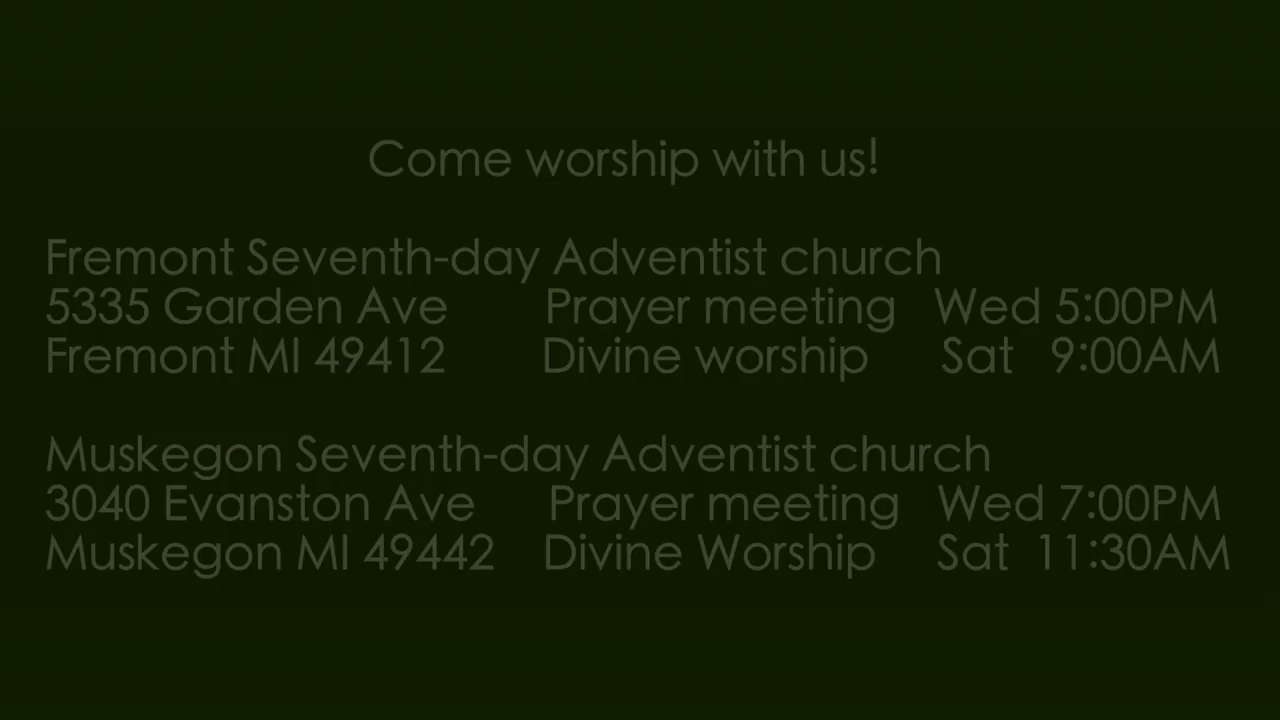 Come worship with us!
Fremont Seventh-day Adventist church
5335 Garden Ave Prayer meeting Wed 5:00PM
Fremont MI 49412 Divine worship Sat 9:00AM
Muskegon Seventh-day Adventist church
3040 Evanston Ave Prayer meeting Wed 7:00PM
Muskegon MI 49442 Divine Worship Sat 11:30AM